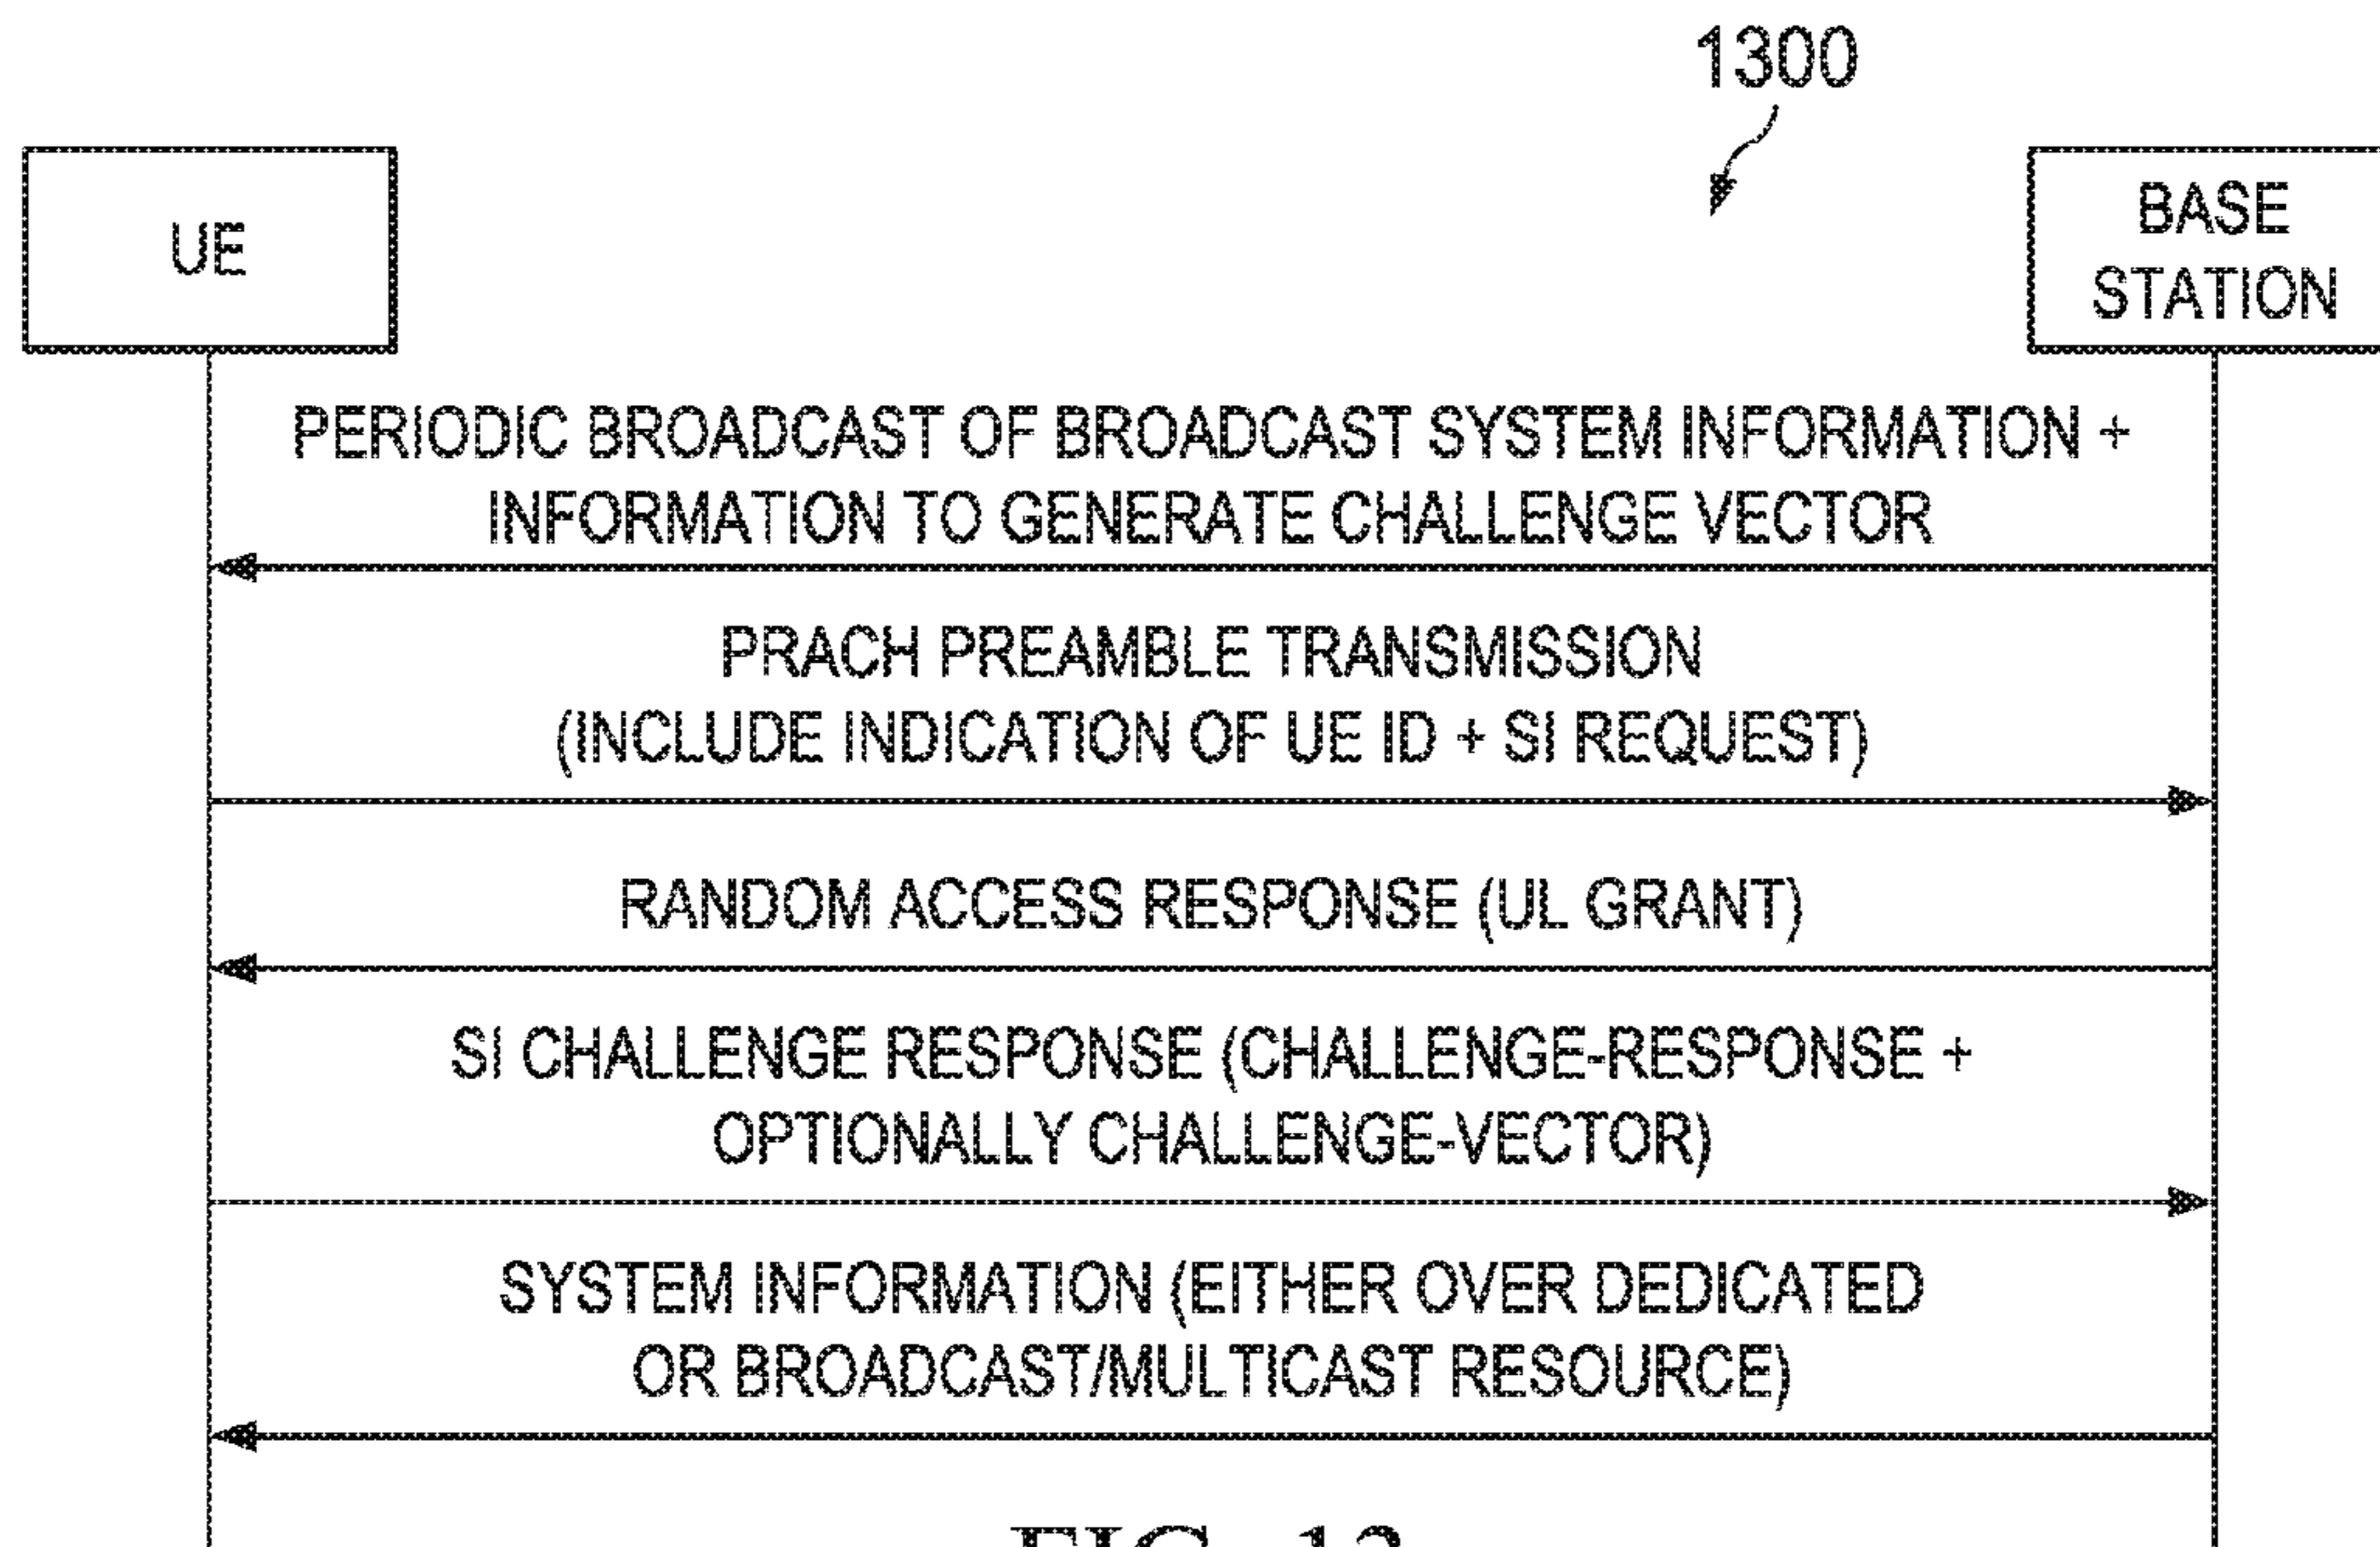 1300
UE
BASE
STATION
PERIODIC BROADCAST OF BROADCAST SYSTEM INFORMATION +
INFORMATION TO GENERATE CHALLENGE VECTOR
PRACH PREAMBLE TRANSMISSION
(INCLUDE INDICATION OF UE ID + SI REQUEST)
RANDOM ACCESS RESPONSE (UL GRANT)
SI CHALLENGE RESPONSE (CHALLENGE-RESPONSE +
OPTIONALLY CHALLENGE-VECTOR)
SYSTEM INFORMATION (EITHER OVER DEDICATED
OR BROADCAST/MULTICAST RESOURCE)
FIG. 13